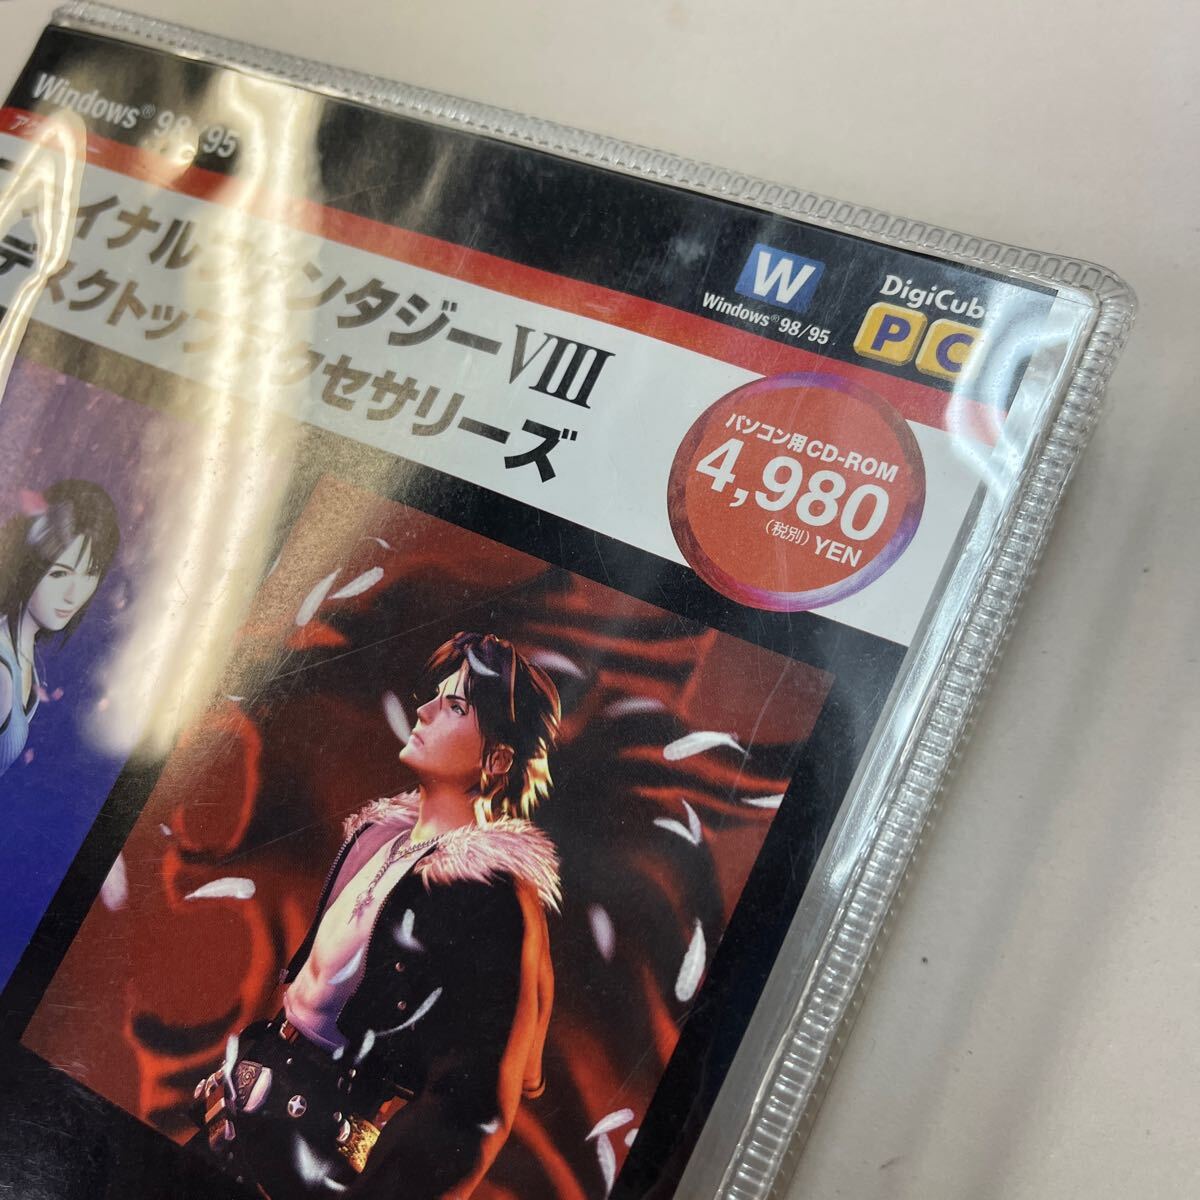 Windows® 98/95
ファイナルファンタジーVIII
デスクトップアクセサリーズ
W
Windows® 98/95
DigiCube
PC
パソコン用CD-ROM
4,980
(税別) YEN